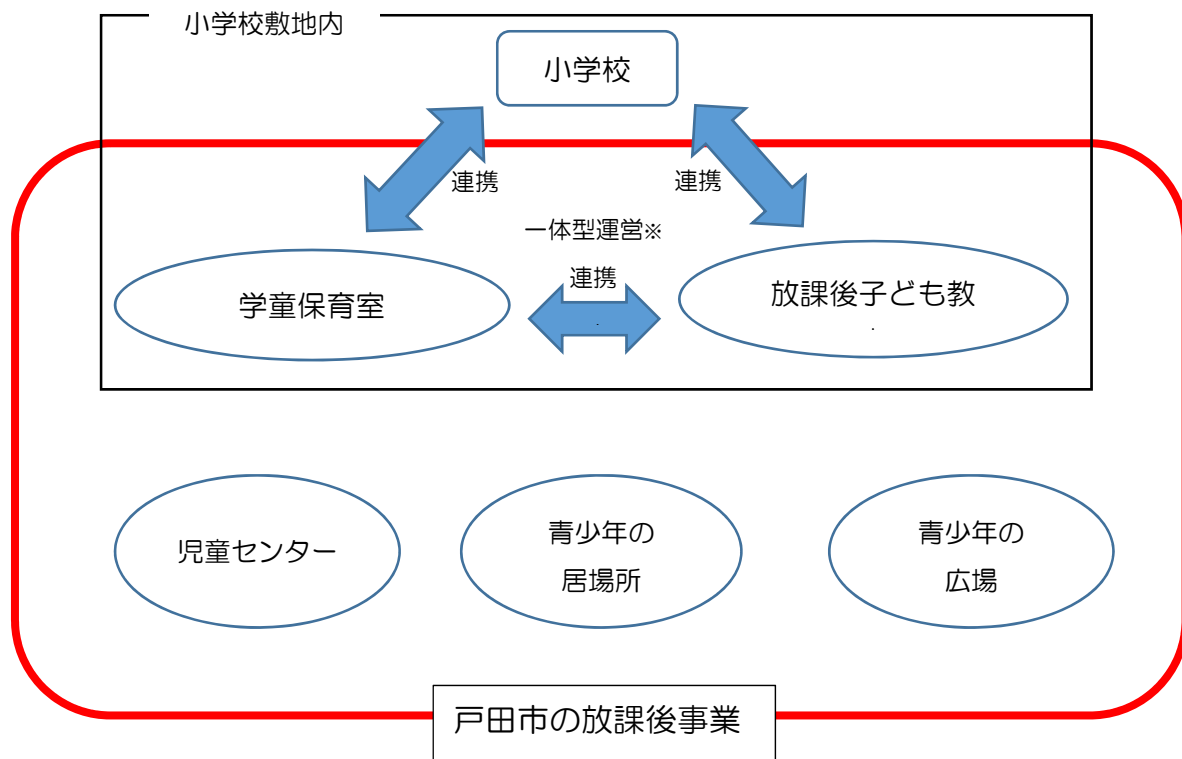 小学校敷地内
小学校
連携
連携
一体型運営※
連携
学童保育室
放課後子ども教
児童センター
青少年の
居場所
青少年の
広場
戸田市の放課後事業